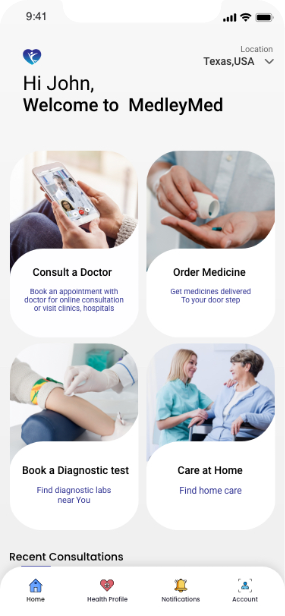 9:41
Location
Texas,USA
Hi John,
Welcome to MedleyMed
Consult a Doctor
Book an appointment with
doctor for online consultation
or visit clinics, hospitals
Order Medicine
Get medicines delivered
To your door step
Book a Diagnostic test
Find diagnostic labs
near You
Care at Home
Find home care
Recent Consultations
Home
Health Profile
Notifications
Account